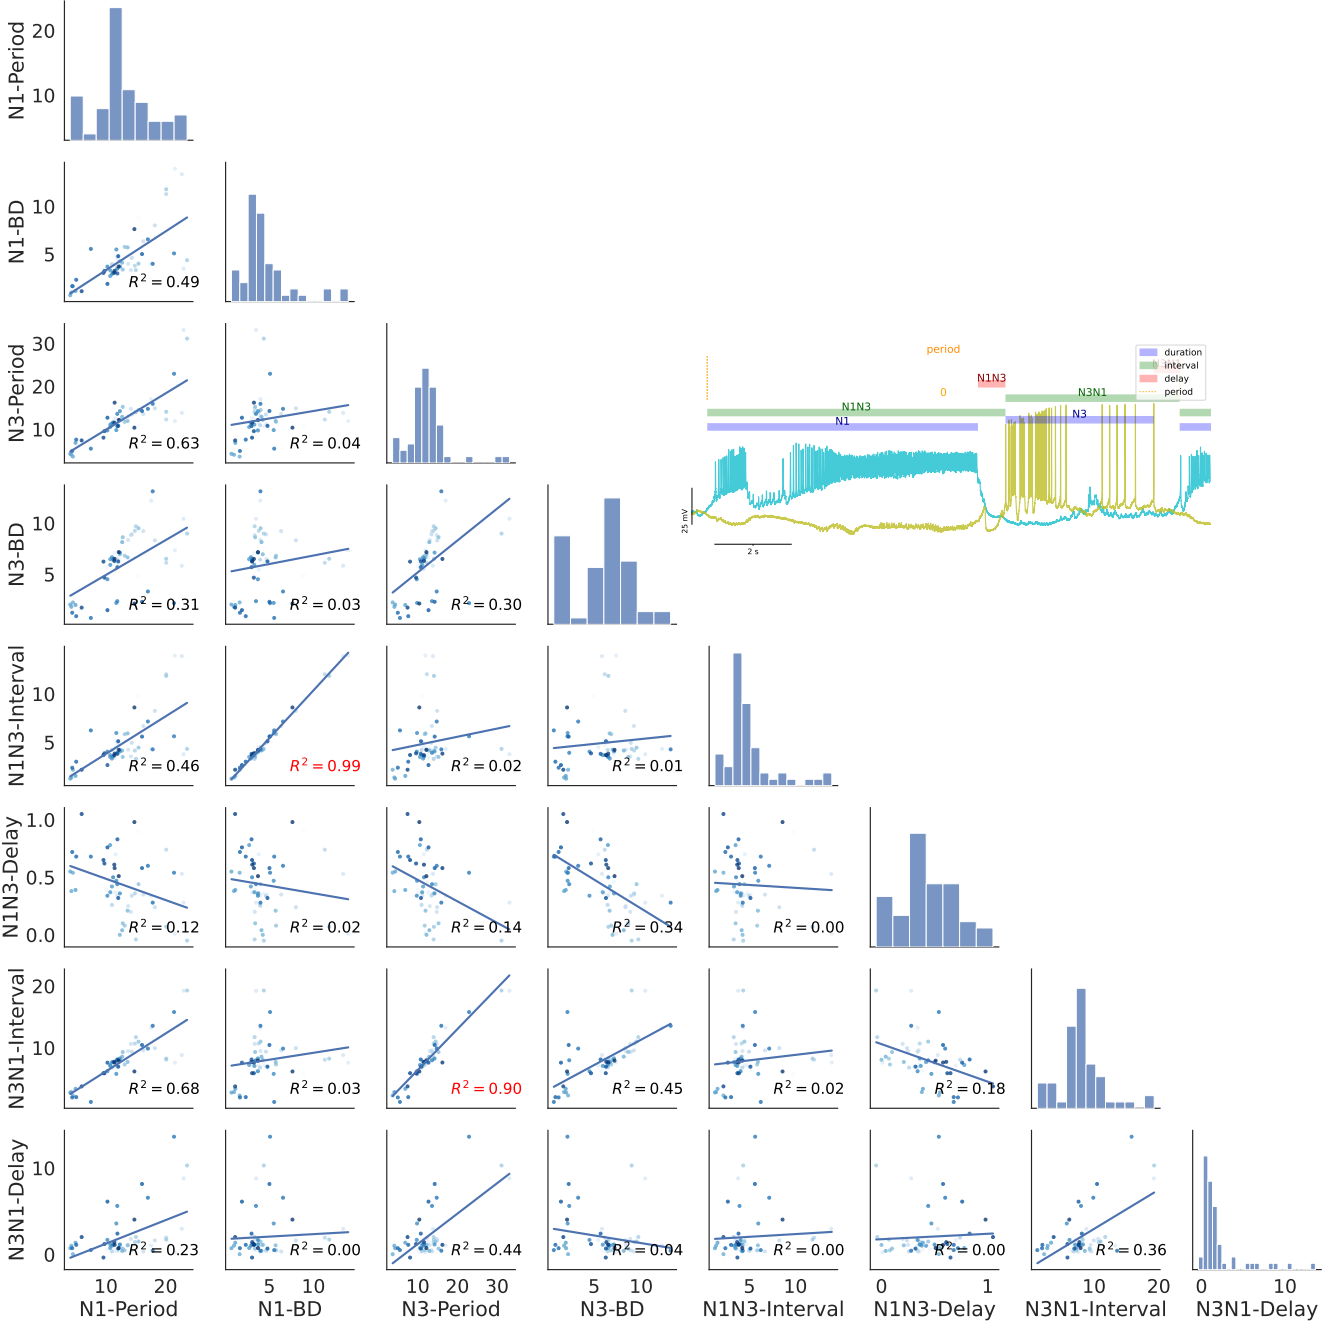 N1-Period
20
10
N1-BD
10
5
R² = 0.49
N3-Period
30
20
10
R² = 0.63
R² = 0.04
period
0
N1N3
N1N3
N1
N3N1
N3
duration
interval
delay
period
25 mV
2 s
N3-BD
10
5
R² = 0.31
R² = 0.03
R² = 0.30
N1N3-Interval
10
5
R² = 0.46
R² = 0.99
R² = 0.02
R² = 0.01
N1N3-Delay
1.0
0.5
0.0
R² = 0.12
R² = 0.02
R² = 0.14
R² = 0.34
R² = 0.00
N3N1-Interval
20
10
R² = 0.68
R² = 0.03
R² = 0.90
R² = 0.45
R² = 0.02
R² = 0.18
N3N1-Delay
10
0
R² = 0.23
R² = 0.00
R² = 0.44
R² = 0.04
R² = 0.00
R² = 0.00
R² = 0.36
10 20 5 10 10 20 30 5 10 5 10 0 1 10 20 0 10
N1-Period N1-BD N3-Period N3-BD N1N3-Interval N1N3-Delay N3N1-Interval N3N1-Delay